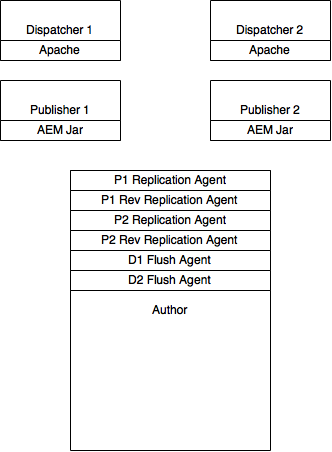 Dispatcher 1
Apache
Dispatcher 2
Apache
Publisher 1
AEM Jar
Publisher 2
AEM Jar
P1 Replication Agent
P1 Rev Replication Agent
P2 Replication Agent
P2 Rev Replication Agent
D1 Flush Agent
D2 Flush Agent
Author